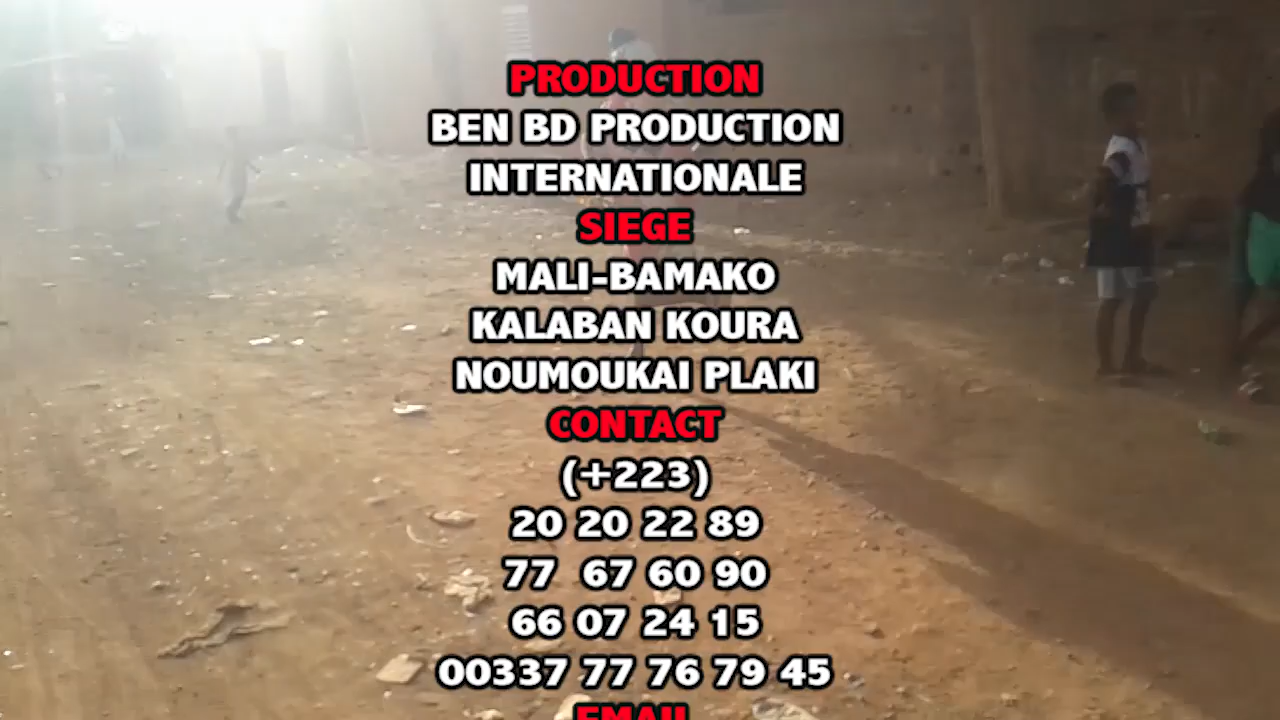 PRODUCTION
BEN BD PRODUCTION
INTERNATIONALE
SIEGE
MALI-BAMAKO
KALABAN KOURA
NOUMOUKAI PLAKI
CONTACT
(+223)
20 20 22 89
77 67 60 90
66 07 24 15
00337 77 76 79 45
EMAIL